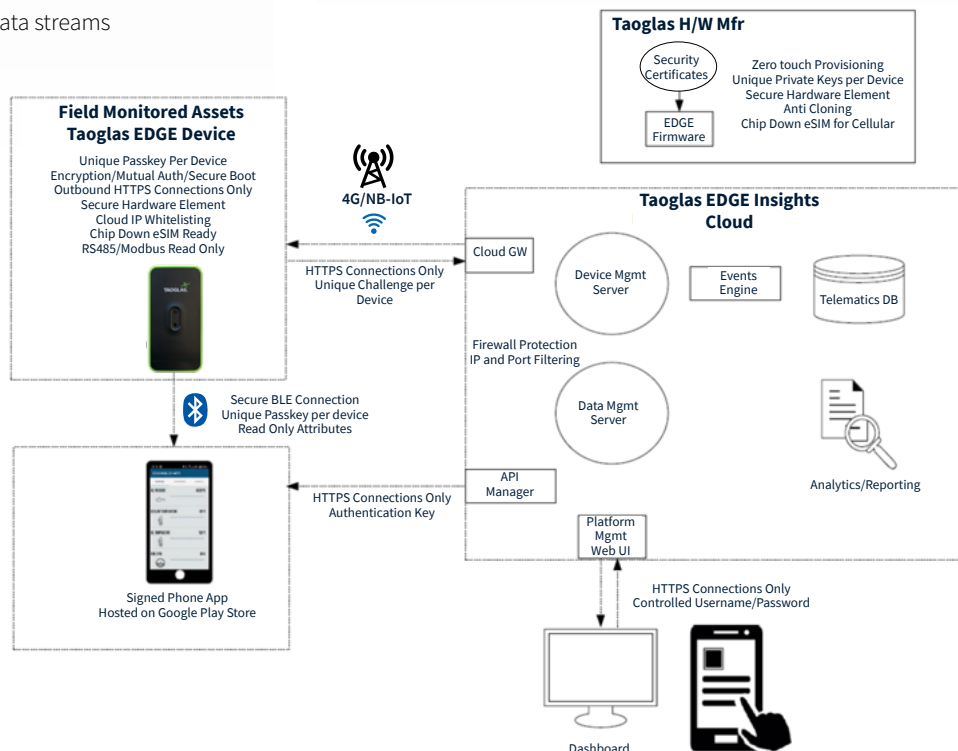 ata streams
Taoglas H/W Mfr
Security
Certificates
EDGE
Firmware
Zero touch Provisioning
Unique Private Keys per Device
Secure Hardware Element
Anti Cloning
Chip Down eSIM for Cellular
Field Monitored Assets
Taoglas EDGE Device
Unique Passkey Per Device
Encryption/Mutual Auth/Secure Boot
Outbound HTTPS Connections Only
Secure Hardware Element
Cloud IP Whitelisting
Chip Down eSIM Ready
RS485/Modbus Read Only
TAOGLAS
4G/NB-IoT
HTTPS Connections Only
Unique Challenge per
Device
Taoglas EDGE Insights
Cloud
Cloud GW
Device Mgmt
Server
Events
Engine
Telematics DB
Firewall Protection
IP and Port Filtering
Data Mgmt
Server
Analytics/Reporting
API
Manager
Platform
Mgmt
Web UI
Secure BLE Connection
Unique Passkey per device
Read Only Attributes
HTTPS Connections Only
Authentication Key
Signed Phone App
Hosted on Google Play Store
HTTPS Connections Only
Controlled Username/Password
Dashboard